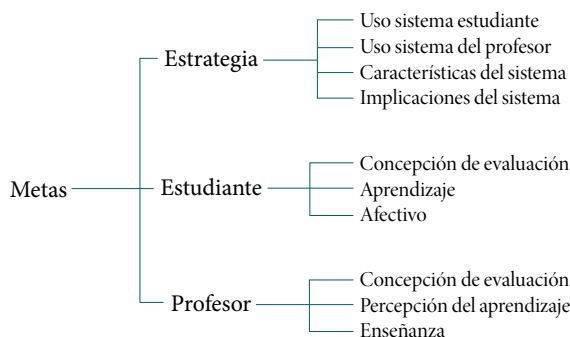 Metas
Estrategia
Uso sistema estudiante
Uso sistema del profesor
Características del sistema
Implicaciones del sistema
Estudiante
Concepción de evaluación
Aprendizaje
Afectivo
Profesor
Concepción de evaluación
Percepción del aprendizaje
Enseñanza